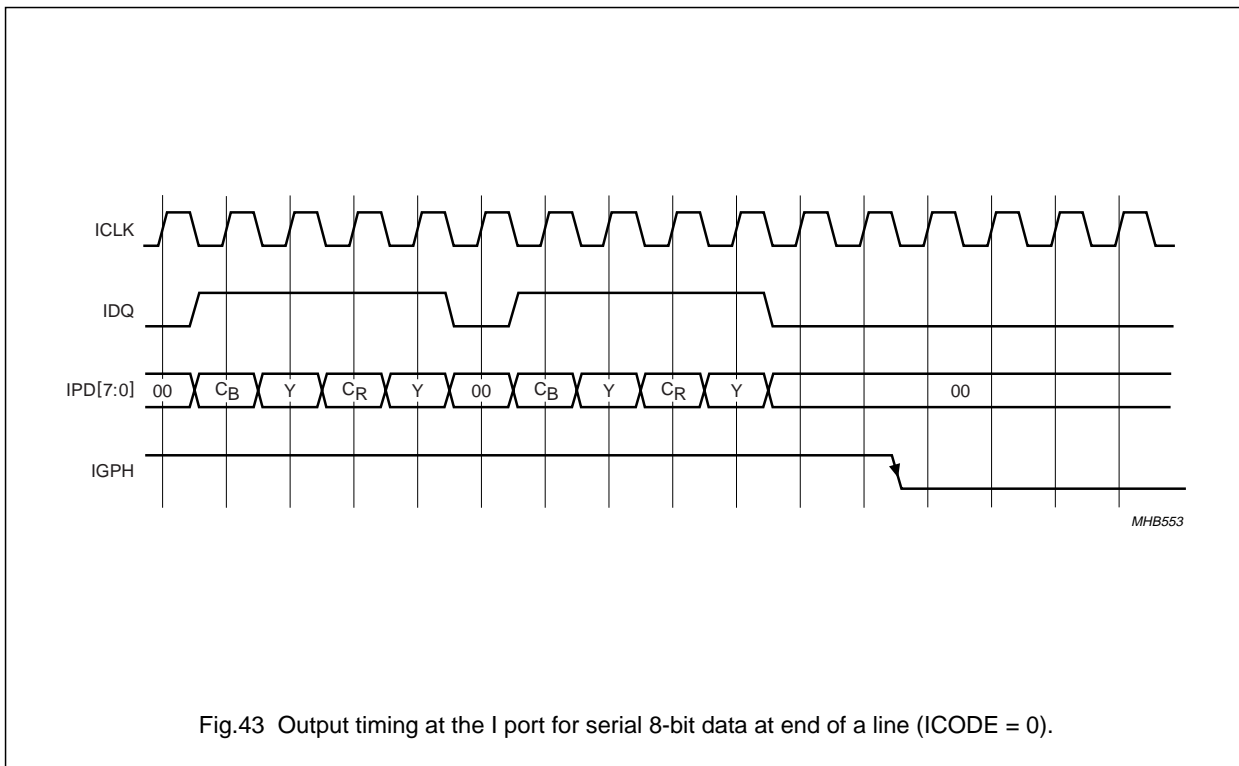 ICLK
IDQ
IPD[7:0] 00 CB Y CR Y 00 CB Y CR Y 00
IGPH
MHB553
Fig.43 Output timing at the I port for serial 8-bit data at end of a line (ICODE = 0).